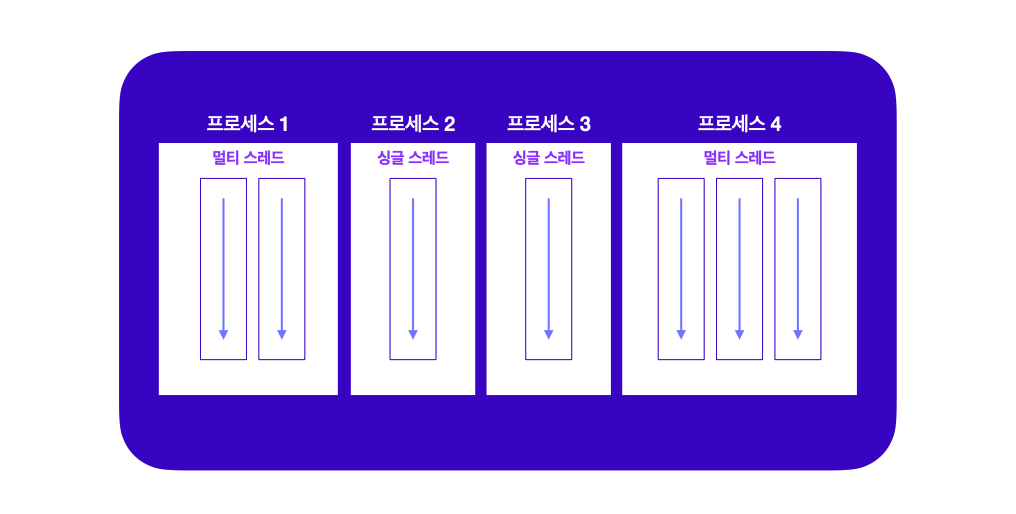 프로세스 1
멀티 스레드
프로세스 2
싱글 스레드
프로세스 3
싱글 스레드
프로세스 4
멀티 스레드